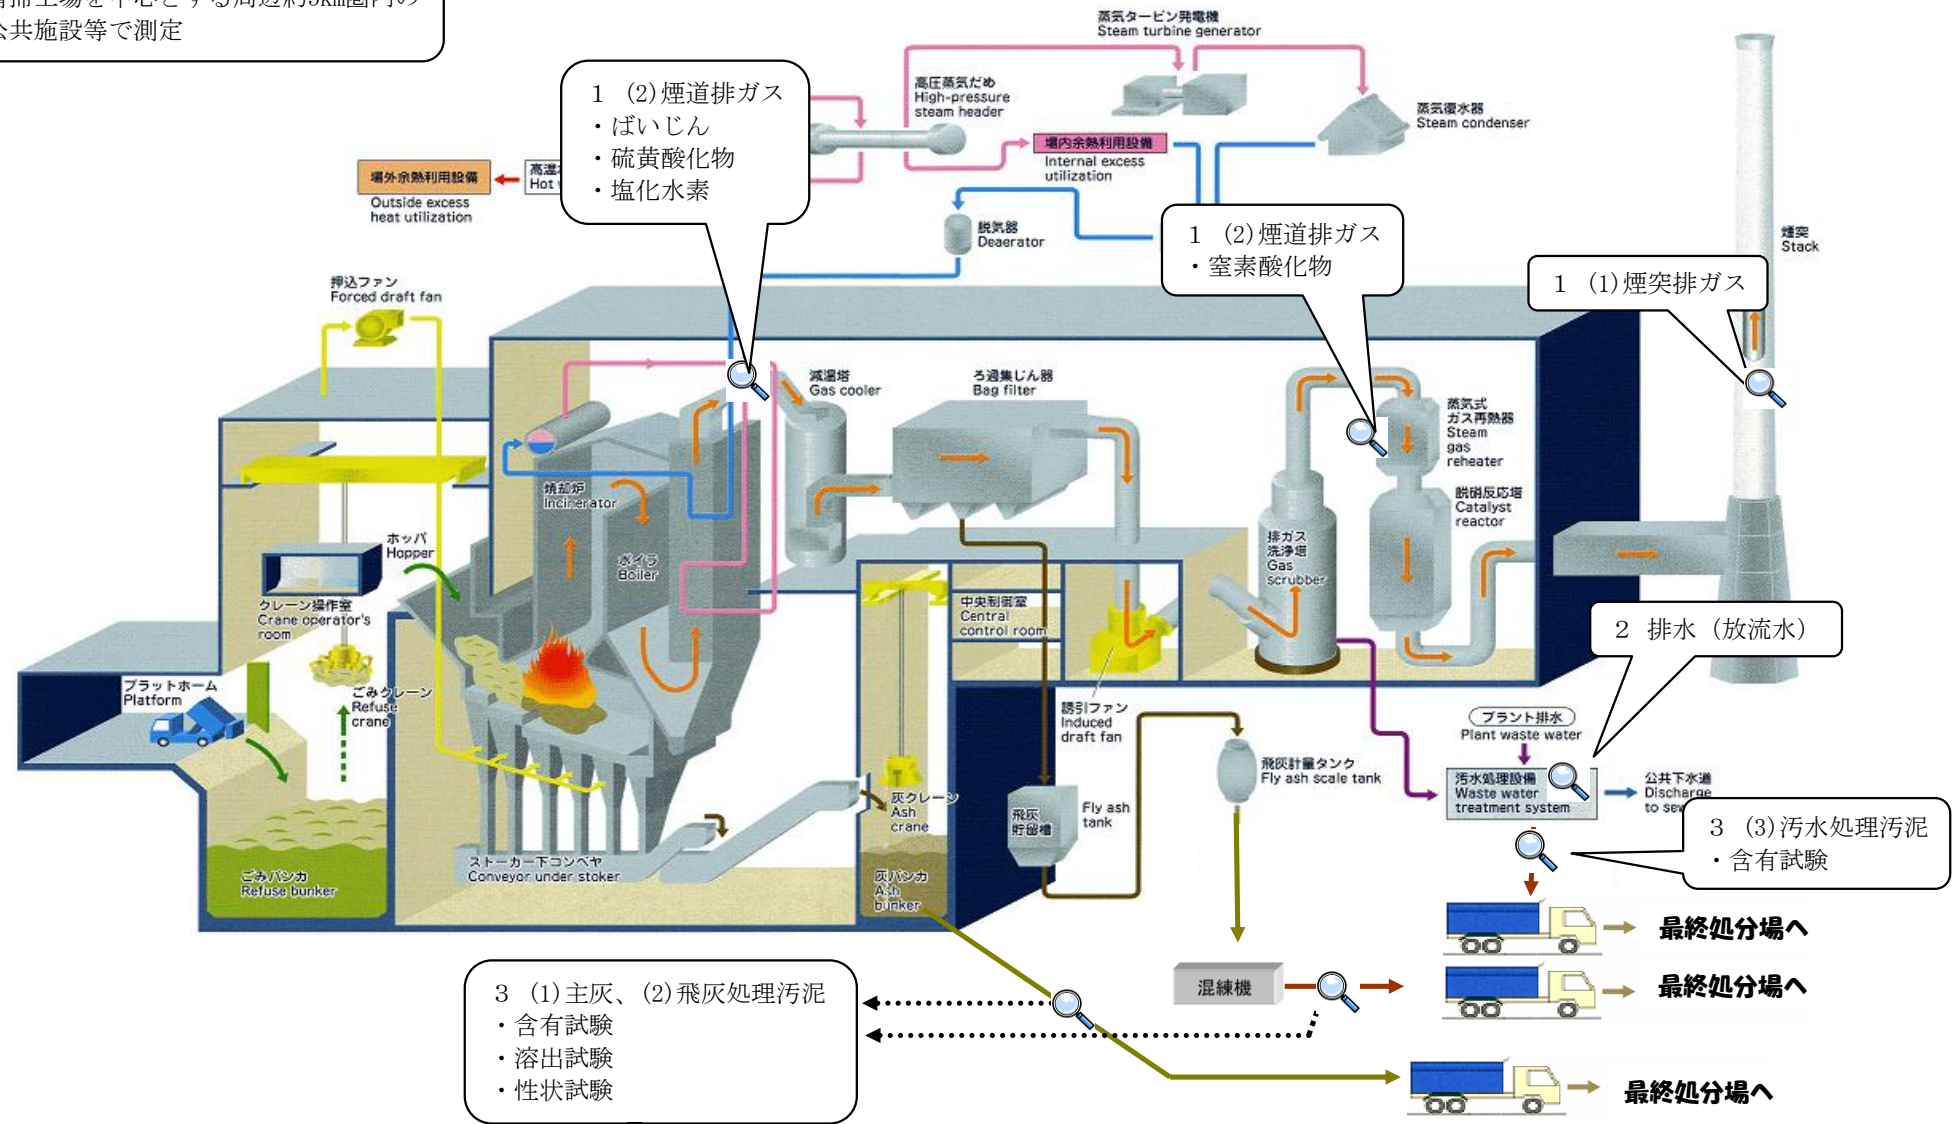 公共施設等で測定
蒸気タービン発電機
Steam turbine generator
1 (2)煙道排ガス
・ばいじん
・硫黄酸化物
・塩化水素
高圧蒸気だめ
High-pressure
steam header
蒸気復水器
Steam condenser
場内余熱利用設備
Internal excess
utilization
場外余熱利用設備
Outside excess
heat utilization
Hot
脱気器
Deaerator
1 (2)煙道排ガス
・窒素酸化物
煙突
Stack
1 (1)煙突排ガス
押込ファン
Forced draft fan
減温塔
Gas cooler
ろ過集じん器
Bag filter
蒸気式
ガス再熱器
Steam
gas
reheater
焼却炉
Incinerator
脱硝反応塔
Catalyst
reactor
ホッパ
Hopper
ボイラ
Boiler
排ガス
洗浄塔
Gas
scrubber
クレーン操作室
Crane operator's
room
中央制御室
Central
control room
2 排水（放流水）
プラットホーム
Platform
ごみクレーン
Refuse
crane
誘引ファン
Induced
draft fan
プラント排水
Plant waste water
飛灰計量タンク
Fly ash scale tank
汚水処理設備
Waste water
treatment system
公共下水道
Discharge
to
灰クレーン
Ash
crane
飛灰
貯留槽
Fly ash
tank
3 (3)汚水処理汚泥
・含有試験
ストーカー下コンベヤ
Conveyor under stoker
ごみバンカ
Refuse bunker
灰バンカ
Ash
bunker
最終処分場へ
3 (1)主灰、(2)飛灰処理汚泥
・含有試験
・溶出試験
・性状試験
混練機
最終処分場へ
最終処分場へ